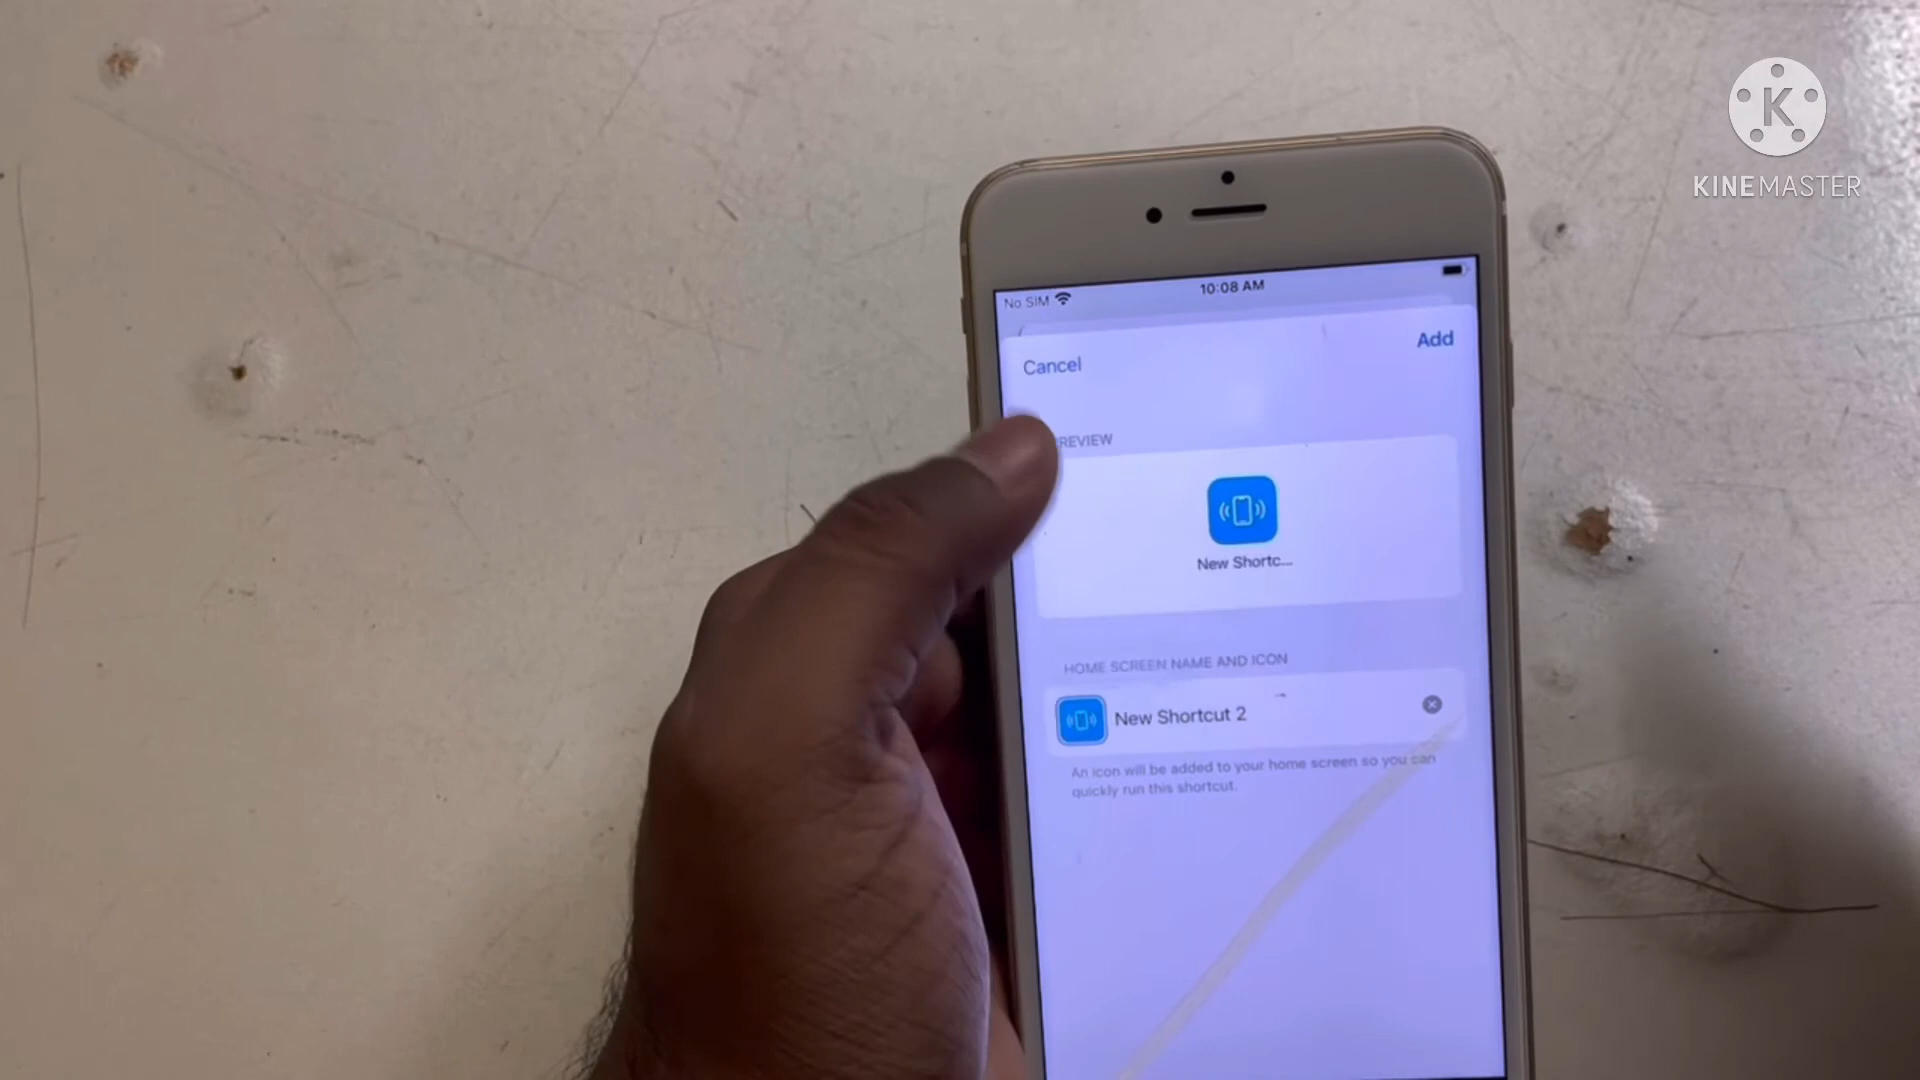 K
KINEMASTER
No SIM
10:08 AM
Cancel
Add
REVIEW
New Shortc...
HOME SCREEN NAME AND ICON
New Shortcut 2
An icon will be added to your home screen so you can
quickly run this shortcut.